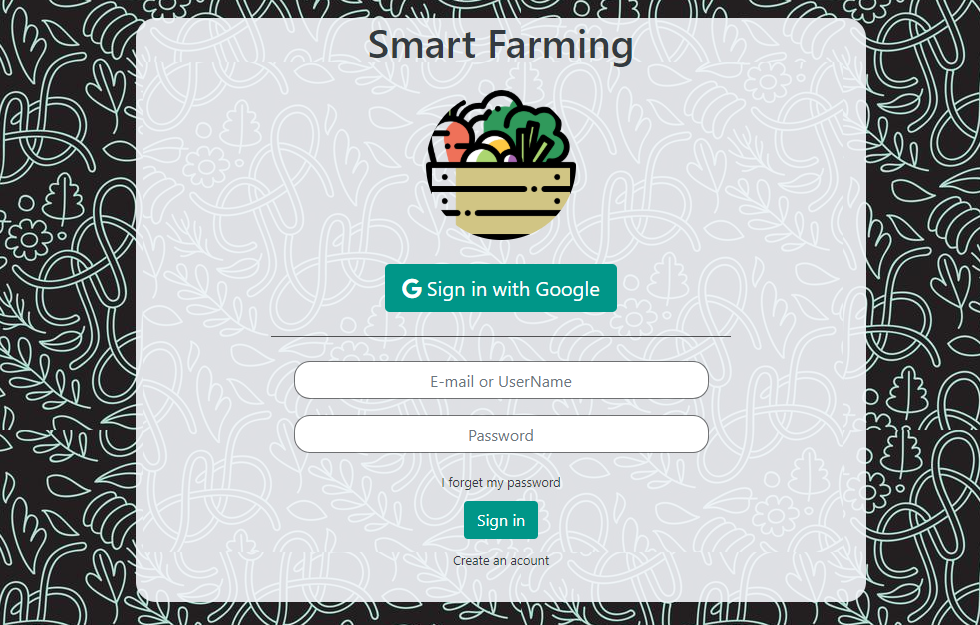 Smart Farming
G Sign in with Google
E-mail or UserName
Password
I forget my password
Sign in
Create an acount